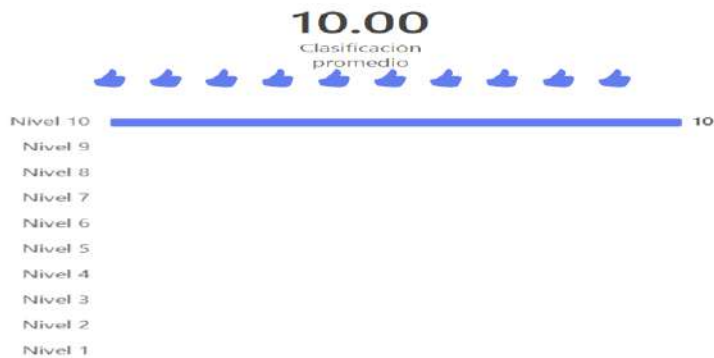 10.00
Clasificación
promedio
Nivel 10 10
Nivel 9
Nivel 8
Nivel 7
Nivel 6
Nivel 5
Nivel 4
Nivel 3
Nivel 2
Nivel 1